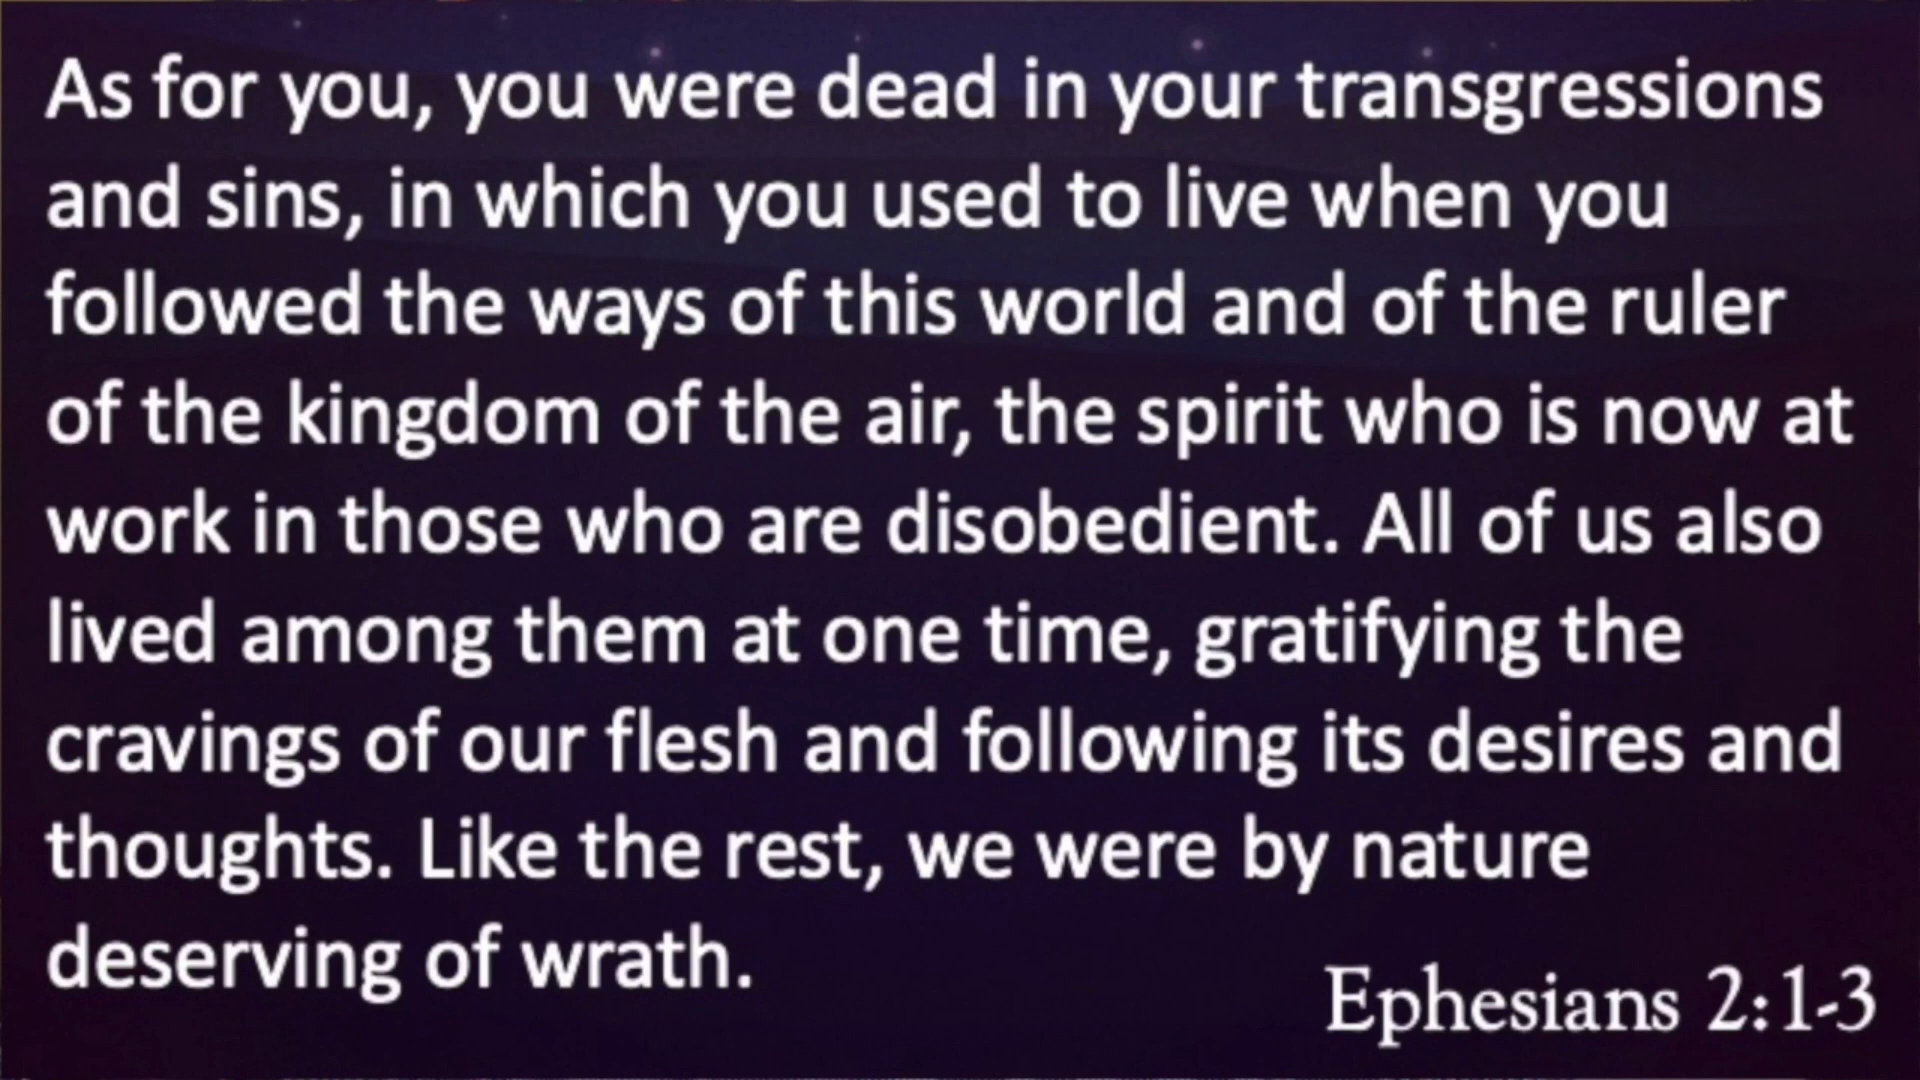 As for you, you were dead in your transgressions
and sins, in which you used to live when you
followed the ways of this world and of the ruler
of the kingdom of the air, the spirit who is now at
work in those who are disobedient. All of us also
lived among them at one time, gratifying the
cravings of our flesh and following its desires and
thoughts. Like the rest, we were by nature
deserving of wrath.
Ephesians 2:1-3